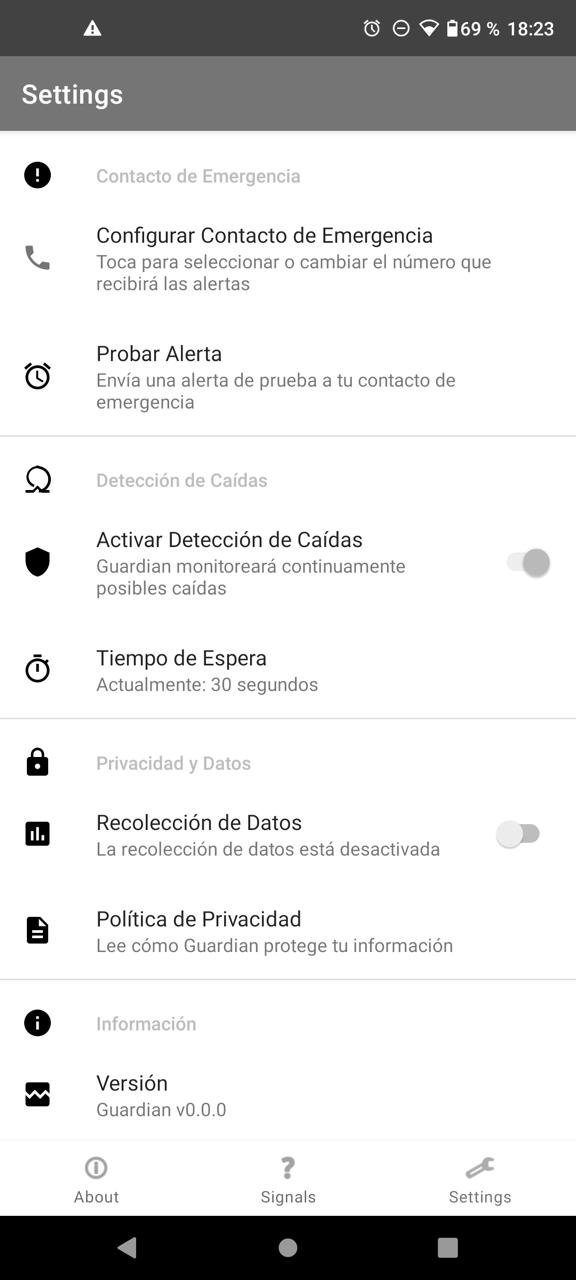 69 % 18:23
Settings
Contacto de Emergencia
Configurar Contacto de Emergencia
Toca para seleccionar o cambiar el número que
recibirá las alertas
Probar Alerta
Envía una alerta de prueba a tu contacto de
emergencia
Detección de Caídas
Activar Detección de Caídas
Guardian monitoreará continuamente
posibles caídas
Tiempo de Espera
Actualmente: 30 segundos
Privacidad y Datos
Recolección de Datos
La recolección de datos está desactivada
Política de Privacidad
Lee cómo Guardian protege tu información
Información
Versión
Guardian v0.0.0
About
Signals
Settings